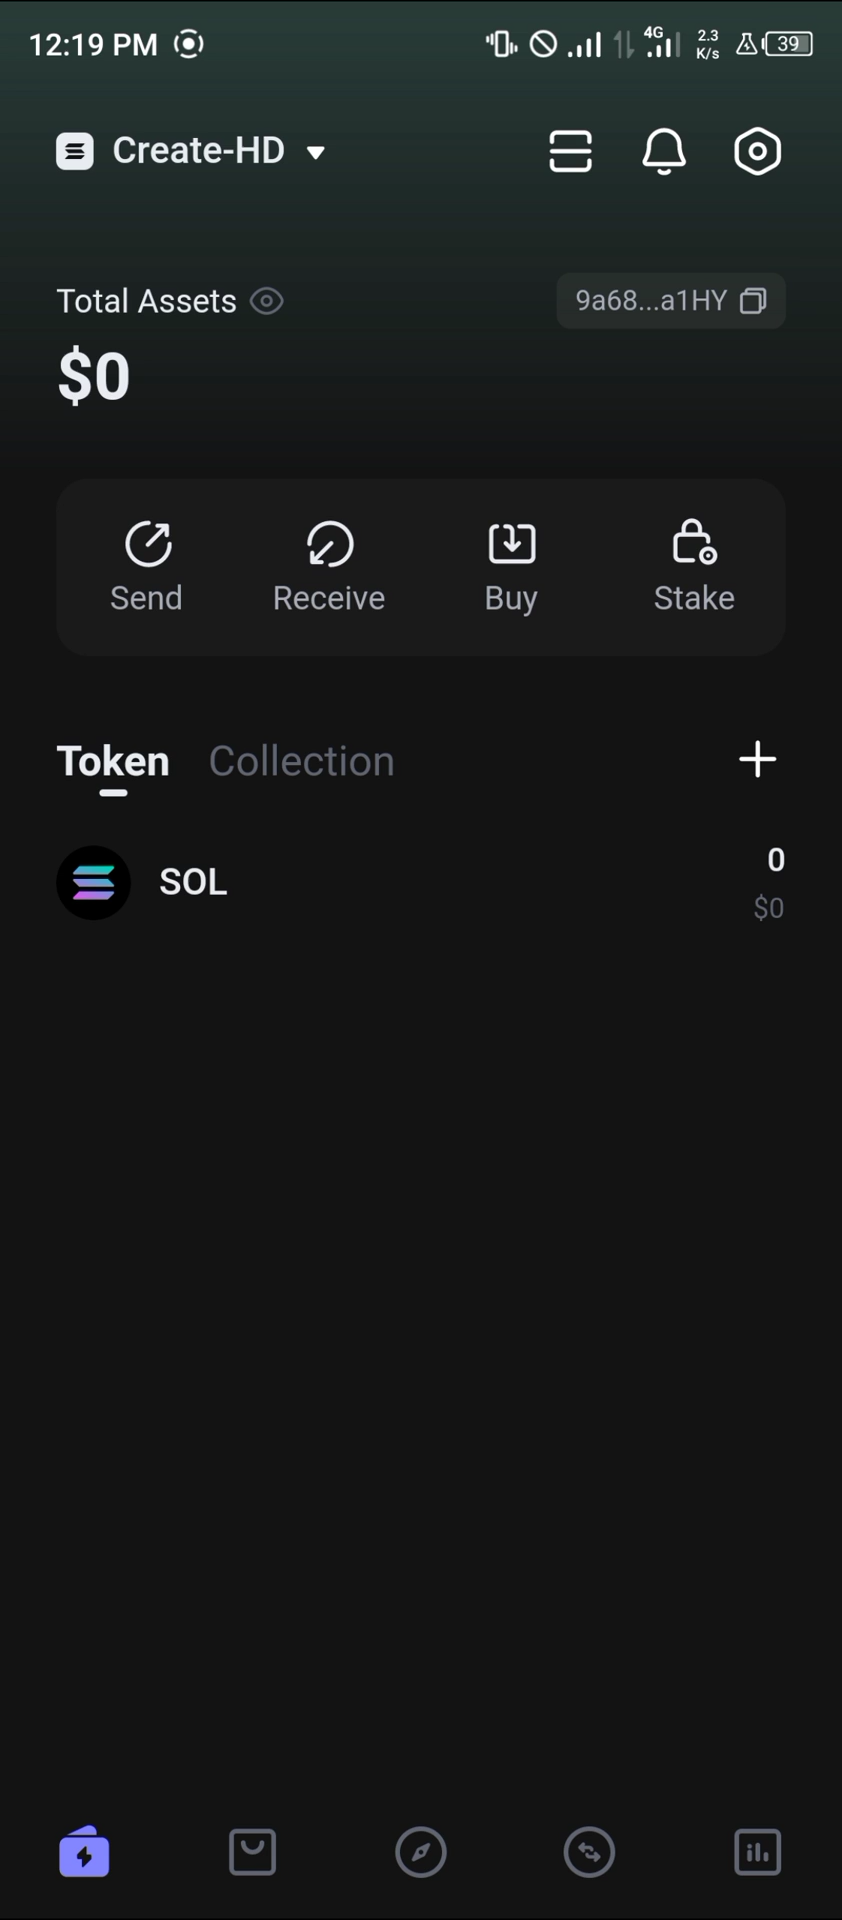 12:19 PM
4G
2.3
K/s
39
Create-HD
Total Assets
9a68...a1HY
$0
Send
Receive
Buy
Stake
Token
Collection
SOL
0
$0